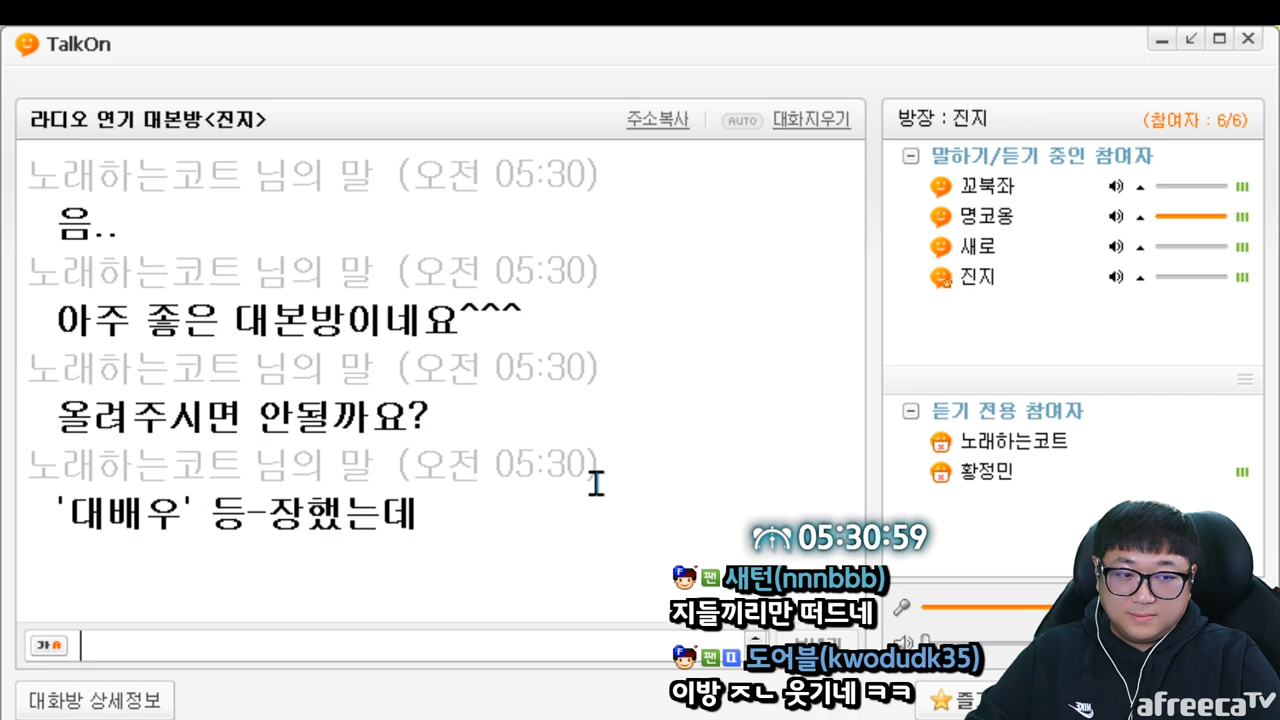 TalkOn
라디오 연기 대본방<진지>
주소복사
AUTO
대화지우기
노래하는코트 님의 말 (오전 05:30)
음..
노래하는코트 님의 말 (오전 05:30)
아주 좋은 대본방이네요^^^
노래하는코트 님의 말 (오전 05:30)
올려주시면 안될까요?
노래하는코트 님의 말 (오전 05:30)
'대배우' 등-장했는데
가
대화방 상세정보
방장 : 진지
(참여자 : 6/6)
말하기/듣기 중인 참여자
꼬북좌
명코옹
새로
진지
듣기 전용 참여자
노래하는코트
황정민
05:30:59
F 팬 새턴(nnnbbb)
지들끼리만 떠드네
F 팬 도어블(kwodudk35)
이방 ㅈㄴ 웃기네 ㅋㅋ
afreecaTV